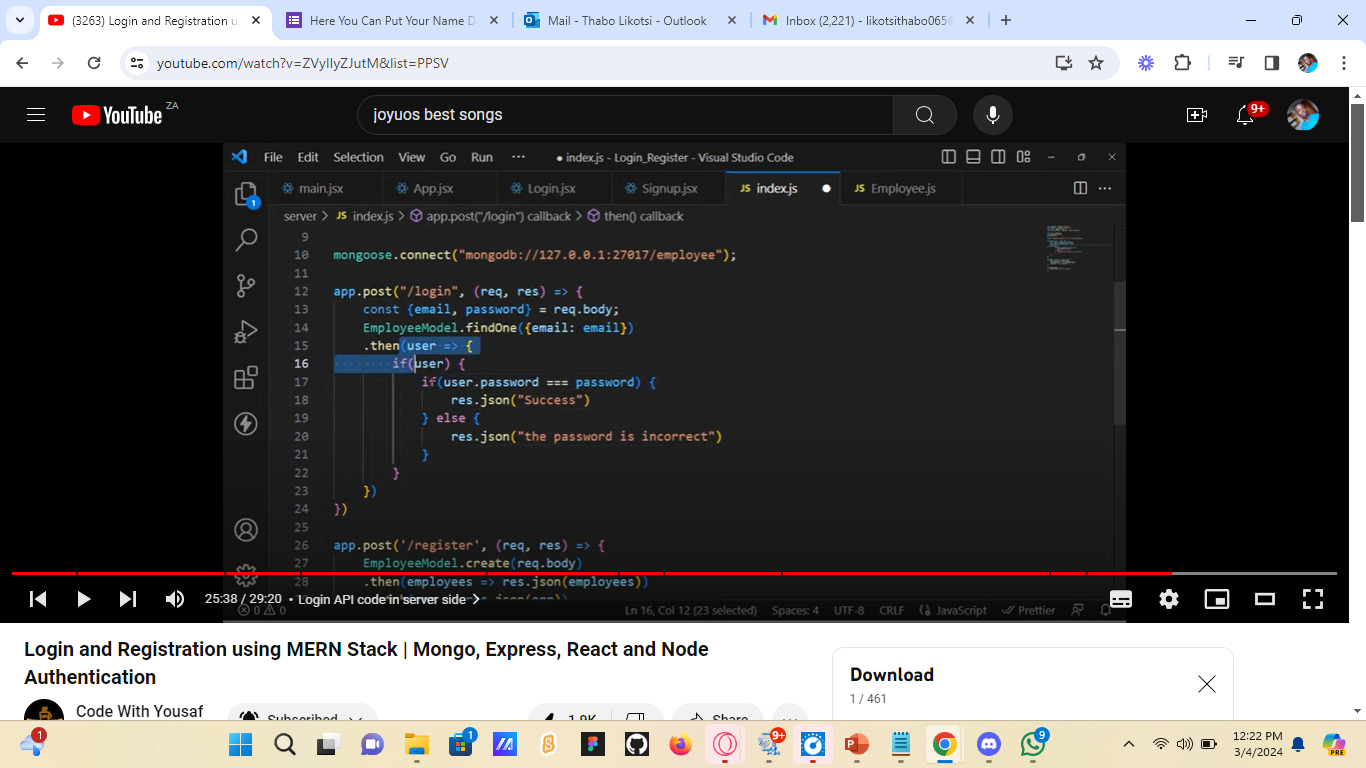 (3263) Login and Registration u
Here You Can Put Your Name D
Mail - Thabo Likotsi - Outlook
Inbox (2,221) - likotsithabo065@
youtube.com/watch?v=ZVyIIyZJutM&list=PPSV
YouTube ZA
joyuos best songs
9+
File Edit Selection View Go Run ··· ● index.js - Login_Register - Visual Studio Code
main.jsx App.jsx Login.jsx Signup.jsx JS index.js ● JS Employee.js
1
server > JS index.js > app.post("/login") callback > then() callback
9
10 mongoose.connect("mongodb://127.0.0.1:27017/employee");
11
12 app.post("/login", (req, res) => {
13 const {email, password} = req.body;
14 EmployeeModel.findOne({email: email})
15 .then(user => {
16 if(user) {
17 if(user.password === password) {
18 res.json("Success")
19 } else {
20 res.json("the password is incorrect")
21 }
22 }
23 })
24 })
25
26 app.post('/register', (req, res) => {
27 EmployeeModel.create(req.body)
28 .then(employees => res.json(employees))
25:38 / 29:20 • Login API code in server side >
0 0 Ln 16, Col 12 (23 selected) Spaces: 4 UTF-8 CRLF JavaScript Prettier
Login and Registration using MERN Stack | Mongo, Express, React and Node
Authentication
Code With Yousaf
Subscribed
1.9K
Share
Download
1 / 461
1
1
9+
9
12:22 PM
3/4/2024
PRE